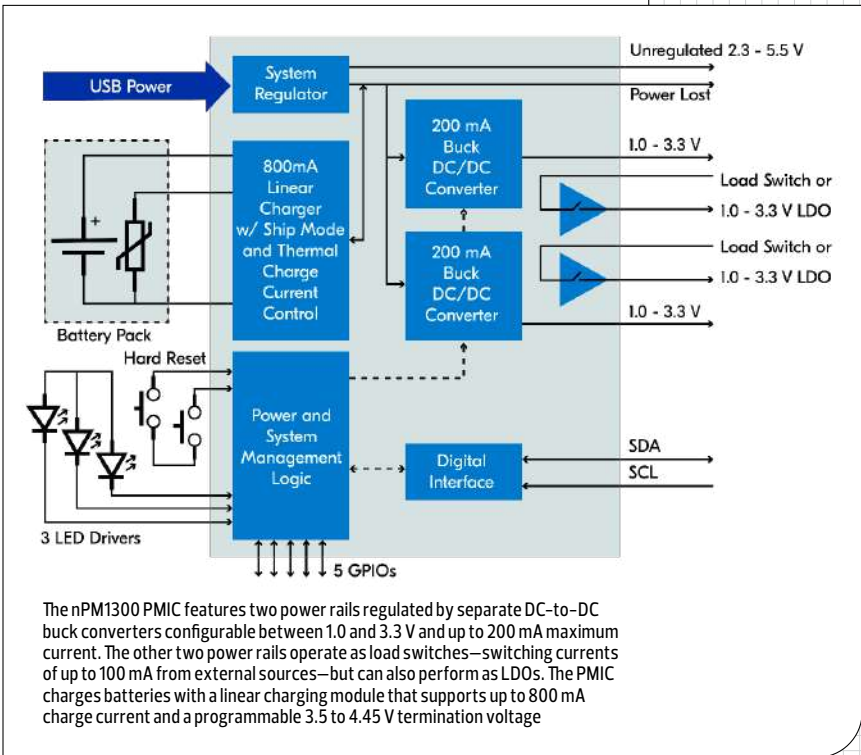 Unregulated 2.3 - 5.5 V
System
Regulator
USB Power
Power Lost
200 mA
Buck
DC/DC
Converter
1.0 - 3.3 V
800mA
Linear
Charger
w/ Ship Mode
and Thermal
Charge
Current
Control
Load Switch or
1.0 - 3.3 V LDO
+
200 mA
Buck
DC/DC
Converter
Load Switch or
1.0 - 3.3 V LDO
1.0 - 3.3 V
Battery Pack
Hard Reset
Power and
System
Management
Logic
Digital
Interface
SDA
SCL
3 LED Drivers
5 GPIOs
The nPM1300 PMIC features two power rails regulated by separate DC-to-DC
buck converters configurable between 1.0 and 3.3 V and up to 200 mA maximum
current. The other two power rails operate as load switches—switching currents
of up to 100 mA from external sources—but can also perform as LDOs. The PMIC
charges batteries with a linear charging module that supports up to 800 mA
charge current and a programmable 3.5 to 4.45 V termination voltage